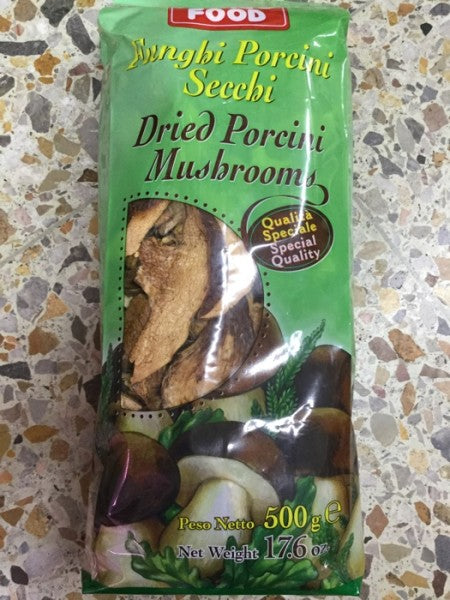 FOOD
Funghi Porcini
Secchi
Dried Porcini
Mushrooms
Qualità
Speciale
Special
Quality
Peso Netto 500g e
Net Weight 17.6 oz